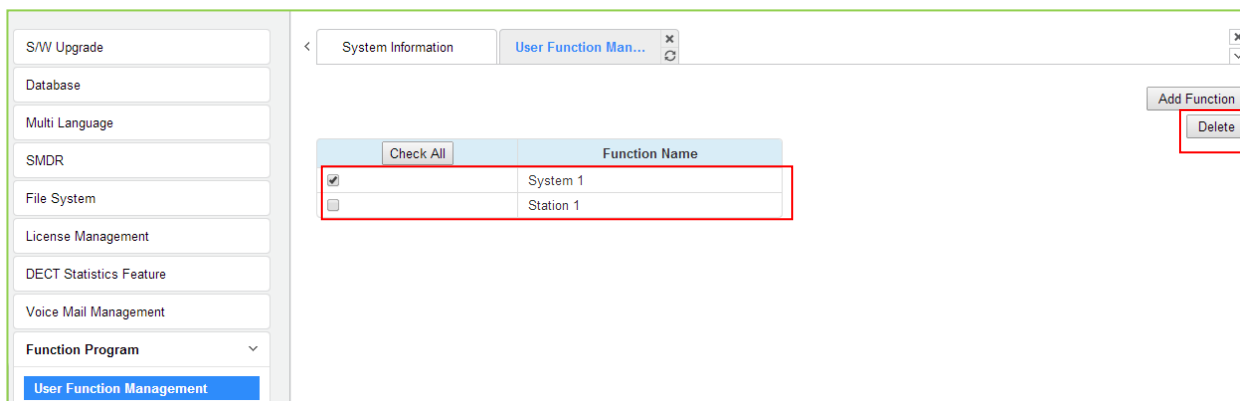 S/W Upgrade
Database
Multi Language
SMDR
File System
License Management
DECT Statistics Feature
Voice Mail Management
Function Program
User Function Management
System Information
User Function Man...
Add Function
Delete
Check All Function Name
System 1
Station 1